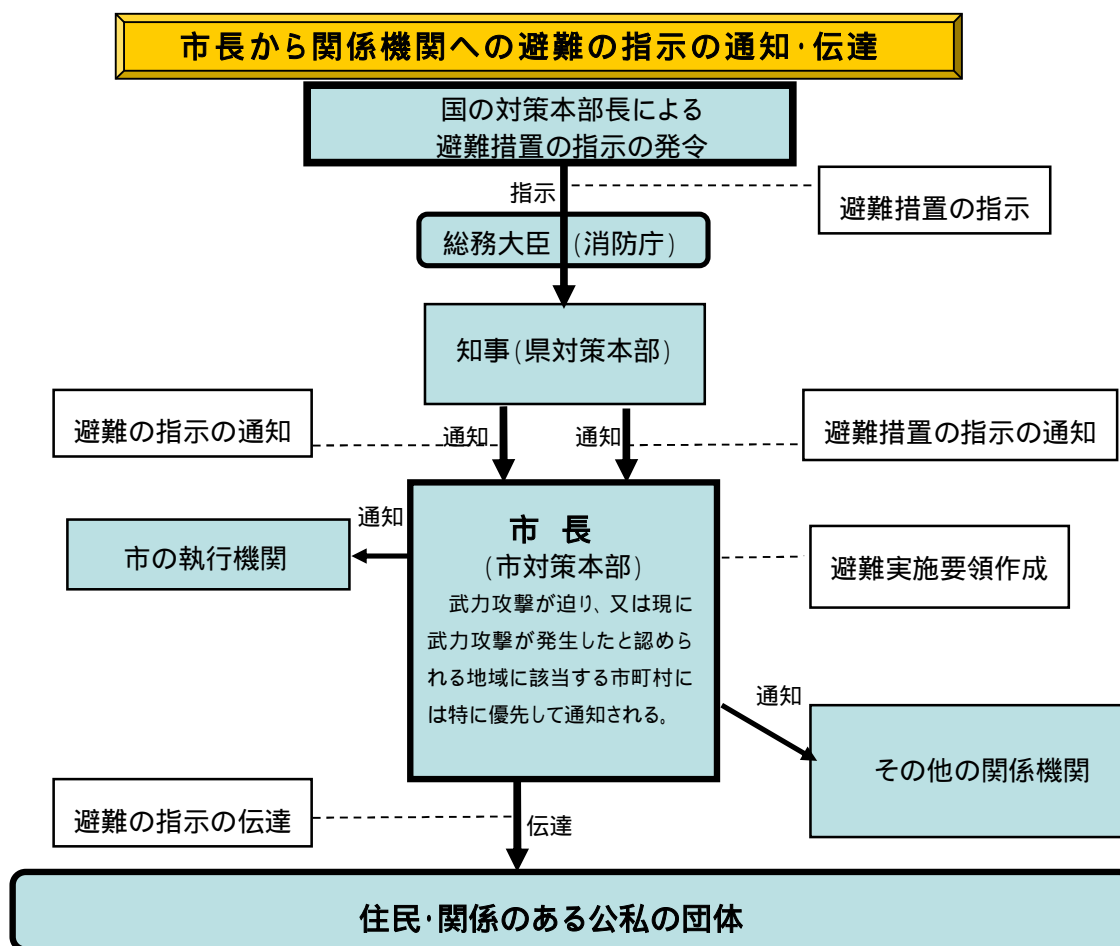 市長から関係機関への避難の指示の通知・伝達
国の対策本部長による
避難措置の指示の発令
指示
避難措置の指示
総務大臣 (消防庁)
知事(県対策本部)
避難の指示の通知
通知
通知
避難措置の指示の通知
市 長
(市対策本部)
武力攻撃が迫り、又は現に
武力攻撃が発生したと認めら
れる地域に該当する市町村に
は特に優先して通知される。
通知
市の執行機関
避難実施要領作成
通知
その他の関係機関
避難の指示の伝達
伝達
住民・関係のある公私の団体